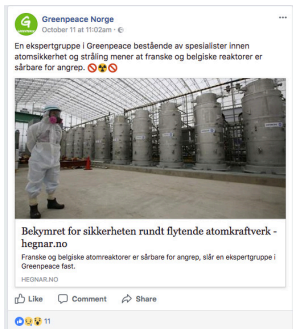 Greenpeace Norge
October 11 at 11:02am ·
En ekspertgruppe i Greenpeace bestående av spesialister innen
atomsikkerhet og stråling mener at franske og belgiske reaktorer er
sårbare for angrep.
Bekymret for sikkerheten rundt flytende atomkraftverk -
hegnar.no
Franske og belgiske atomreaktorer er sårbare for angrep, slår en ekspertgruppe i
Greenpeace fast.
HEGNAR.NO
Like Comment Share
11